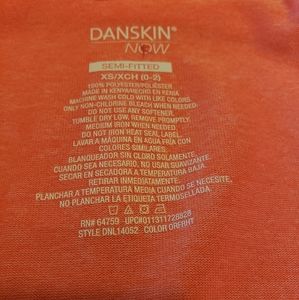 DANSKIN®
NOW
SEMI-FITTED
XS/XCH (0-2)
100% POLYESTER/POLIÉSTER
MADE IN KENYA/HECHO EN KENIA
MACHINE WASH COLD WITH LIKE COLORS.
ONLY NON-CHLORINE BLEACH WHEN NEEDED.
DO NOT USE ANY SOFTENER.
TUMBLE DRY LOW. REMOVE PROMPTLY.
MEDIUM IRON WHEN NEEDED.
DO NOT IRON HEAT SEAL LABEL.
LAVAR A MÁQUINA EN AGUA FRÍA CON
COLORES SIMILARES.
BLANQUEADOR SIN CLORO SOLAMENTE,
CUANDO SEA NECESARIO. NO USAR SUAVIZANTE.
SECAR EN SECADORA A TEMPERATURA BAJA.
RETIRAR INMEDIATAMENTE.
PLANCHAR A TEMPERATURA MEDIA CUANDO SE NECESITE.
NO PLANCHAR LA ETIQUETA TERMOSELLADA.
RN# 64759 UPC#011311728828
STYLE DNL14052 COLOR ORFRHT